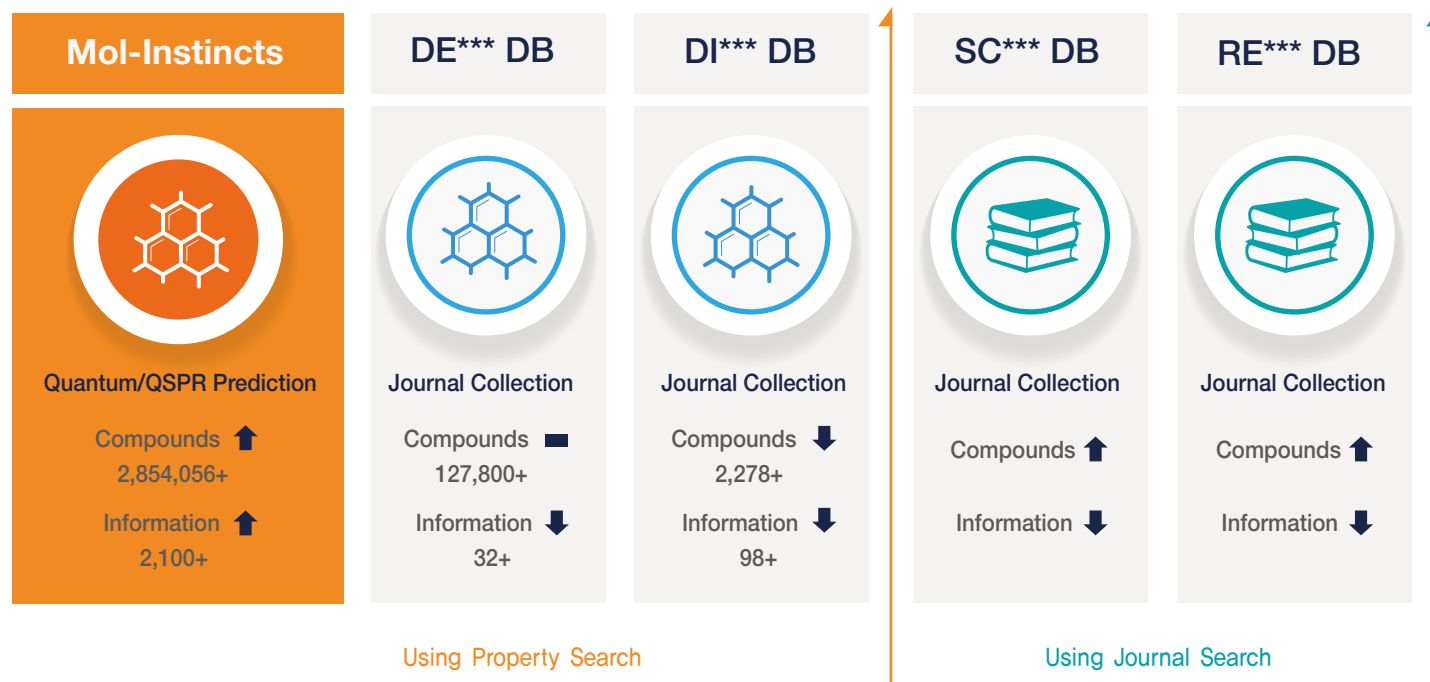 Mol-Instincts
DE*** DB
DI*** DB
SC*** DB
RE*** DB
Quantum/QSPR Prediction
Compounds
2,854,056+
Information
2,100+
Journal Collection
Compounds
127,800+
Information
32+
Journal Collection
Compounds
2,278+
Information
98+
Journal Collection
Compounds
Information
Journal Collection
Compounds
Information
Using Property Search
Using Journal Search